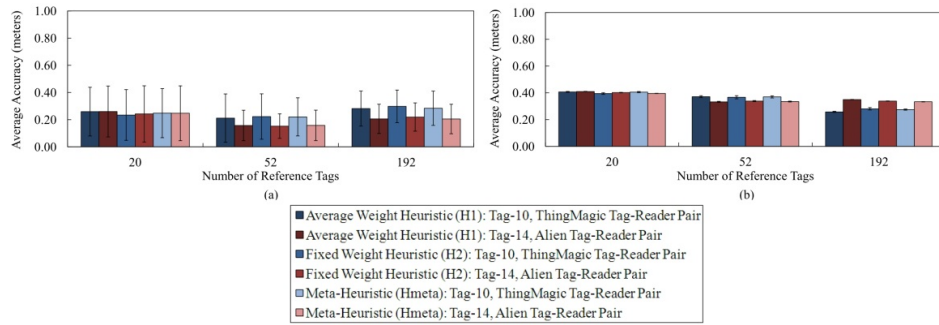 1.00
0.80
0.60
0.40
0.20
0.00
Average Accuracy (meters)
20 52 192
Number of Reference Tags
(a)
1.00
0.80
0.60
0.40
0.20
0.00
Average Accuracy (meters)
20 52 192
Number of Reference Tags
(b)
Average Weight Heuristic (H1): Tag-10, ThingMagic Tag-Reader Pair
Average Weight Heuristic (H1): Tag-14, Alien Tag-Reader Pair
Fixed Weight Heuristic (H2): Tag-10, ThingMagic Tag-Reader Pair
Fixed Weight Heuristic (H2): Tag-14, Alien Tag-Reader Pair
Meta-Heuristic (Hmeta): Tag-10, ThingMagic Tag-Reader Pair
Meta-Heuristic (Hmeta): Tag-14, Alien Tag-Reader Pair